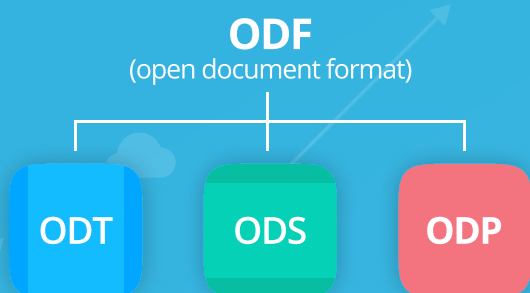 ODF
(open document format)
ODT
ODS
ODP